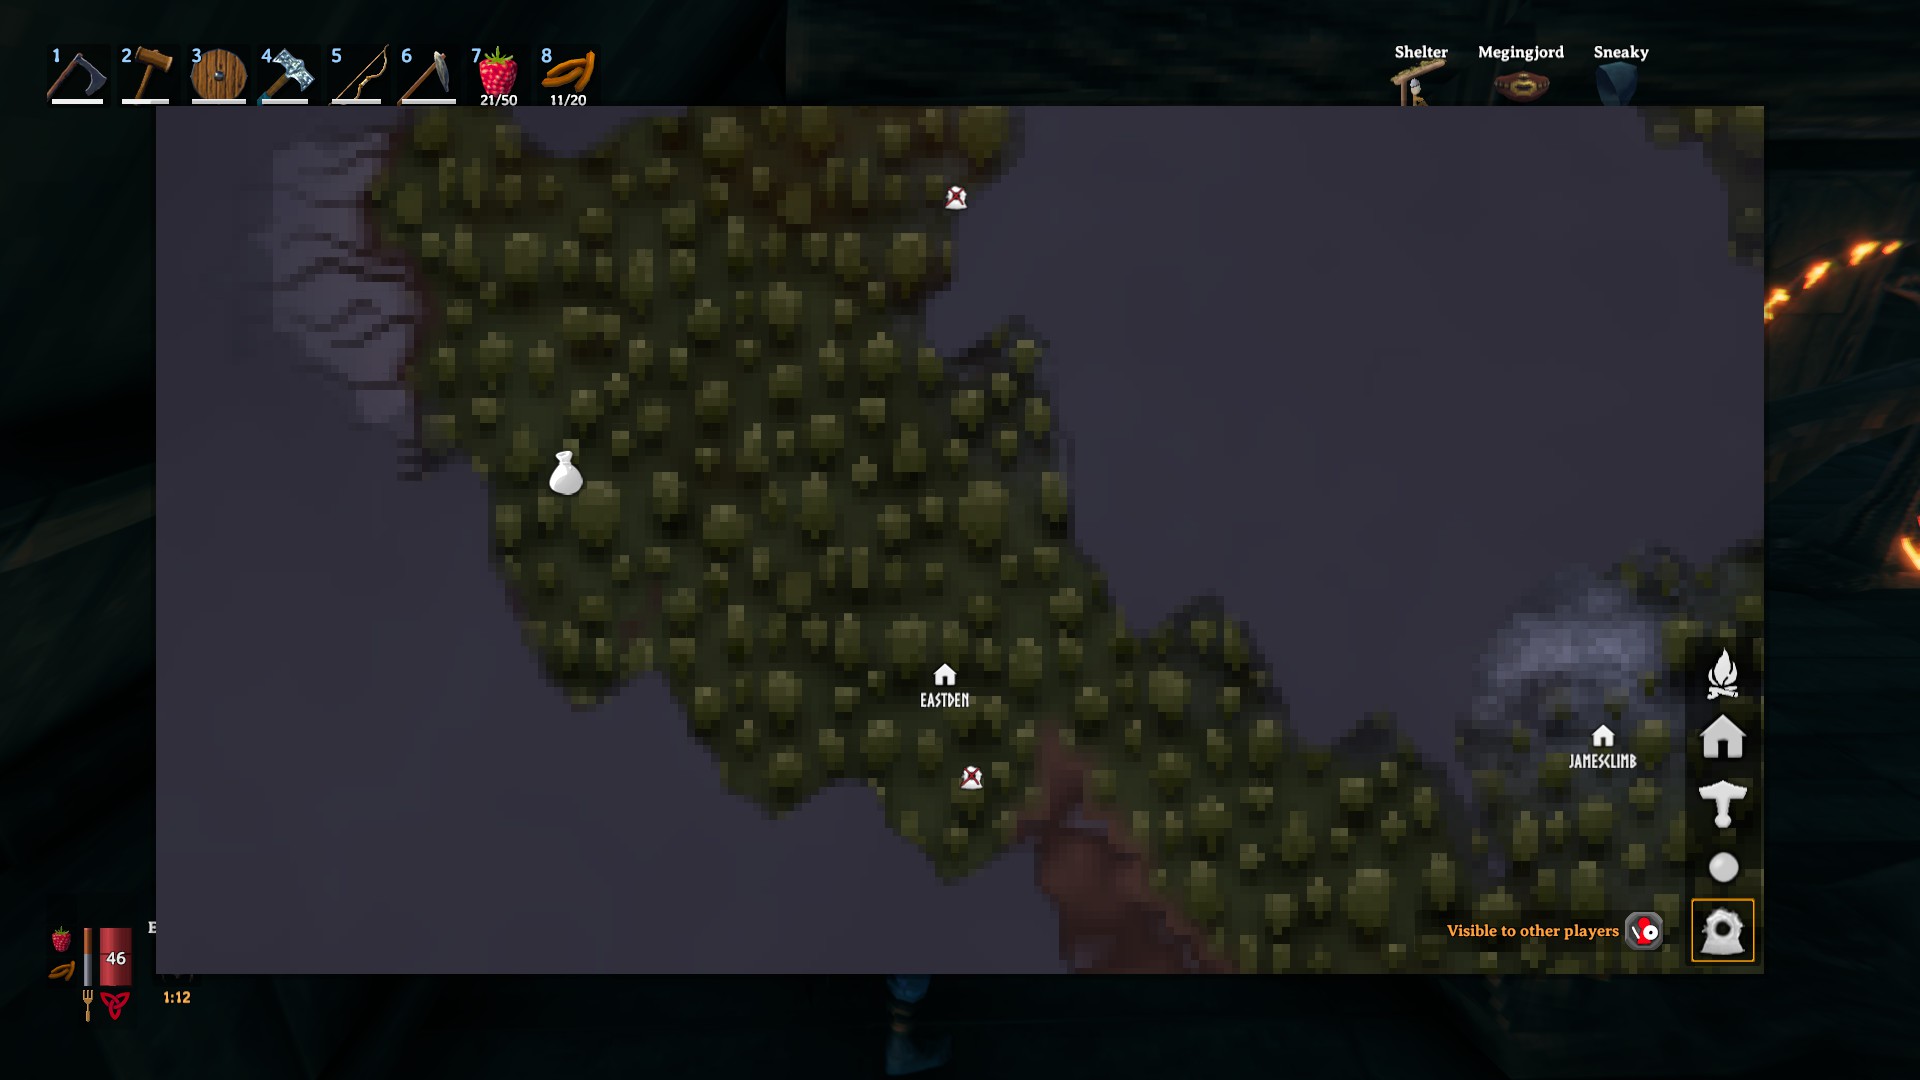 1 2 3 4 5 6 7 8
21/50 11/20
Shelter Megingjord Sneaky
EASTDEN
JAMESCLIMB
Visible to other players
E
46
1:12